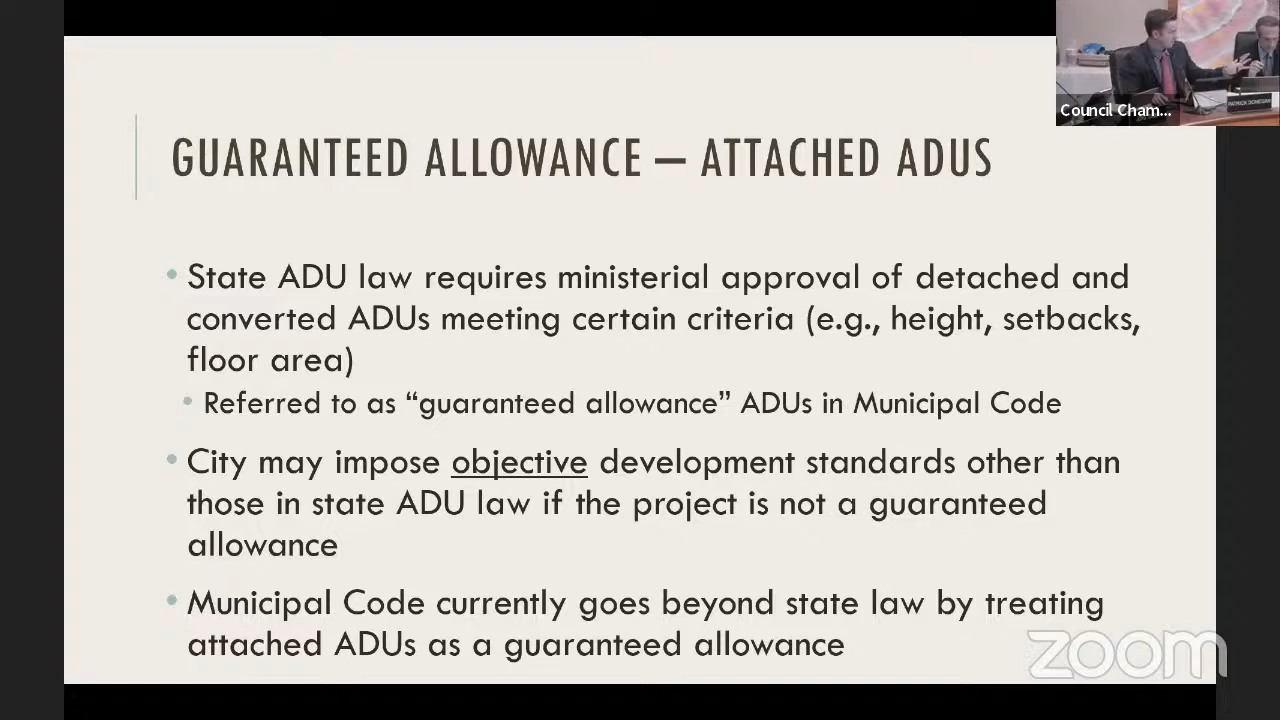 Council Cham...
PATRICK DONEGAN
GUARANTEED ALLOWANCE – ATTACHED ADUS
• State ADU law requires ministerial approval of detached and
converted ADUs meeting certain criteria (e.g., height, setbacks,
floor area)
• Referred to as “guaranteed allowance” ADUs in Municipal Code
• City may impose objective development standards other than
those in state ADU law if the project is not a guaranteed
allowance
• Municipal Code currently goes beyond state law by treating
attached ADUs as a guaranteed allowance
zoom